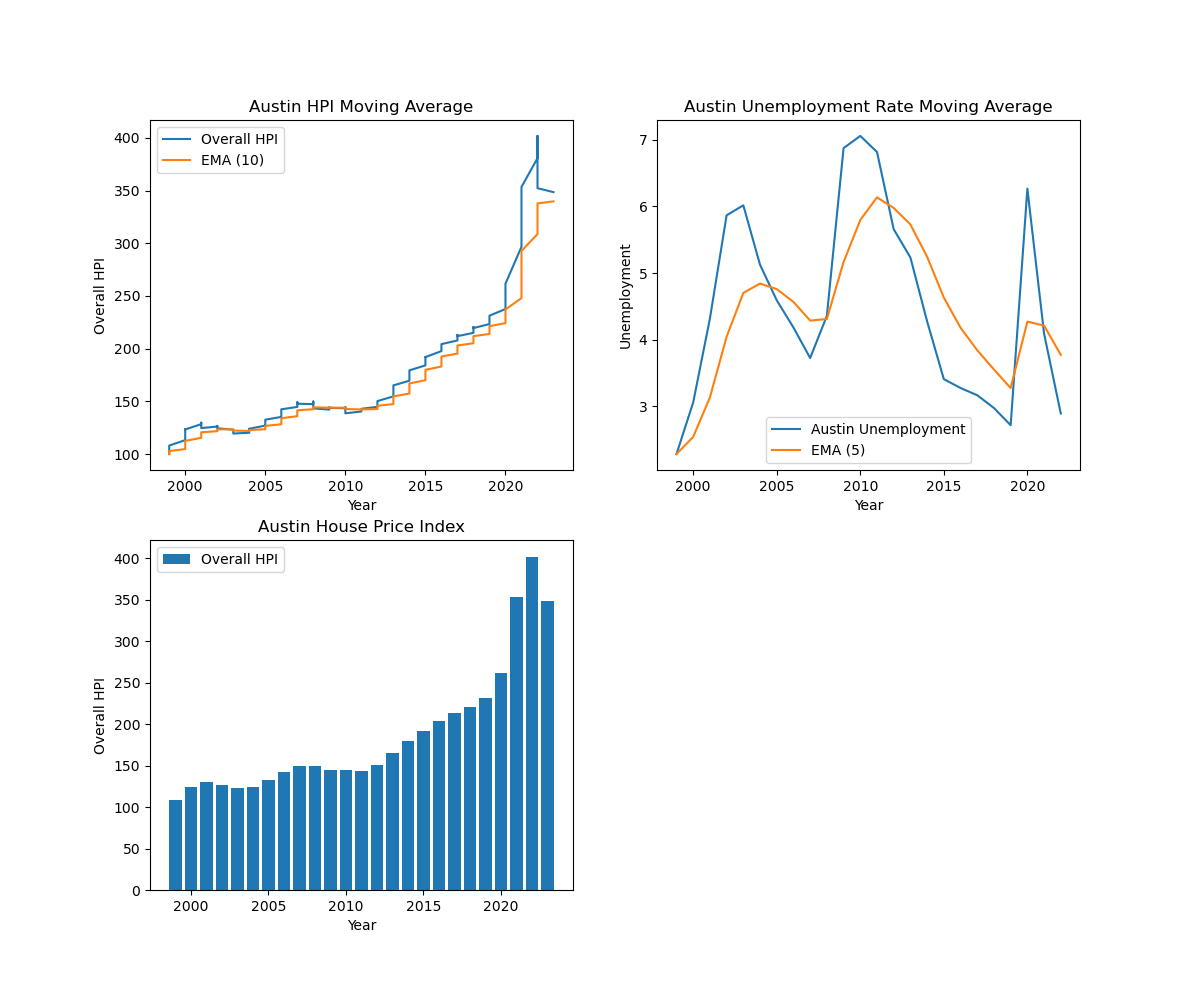 Austin HPI Moving Average
Overall HPI
EMA (10)
400
350
300
250
200
150
100
Overall HPI
2000 2005 2010 2015 2020
Year
Austin Unemployment Rate Moving Average
7
6
5
4
3
Unemployment
Austin Unemployment
EMA (5)
2000 2005 2010 2015 2020
Year
Austin House Price Index
Overall HPI
400
350
300
250
200
150
100
50
0
Overall HPI
2000 2005 2010 2015 2020
Year